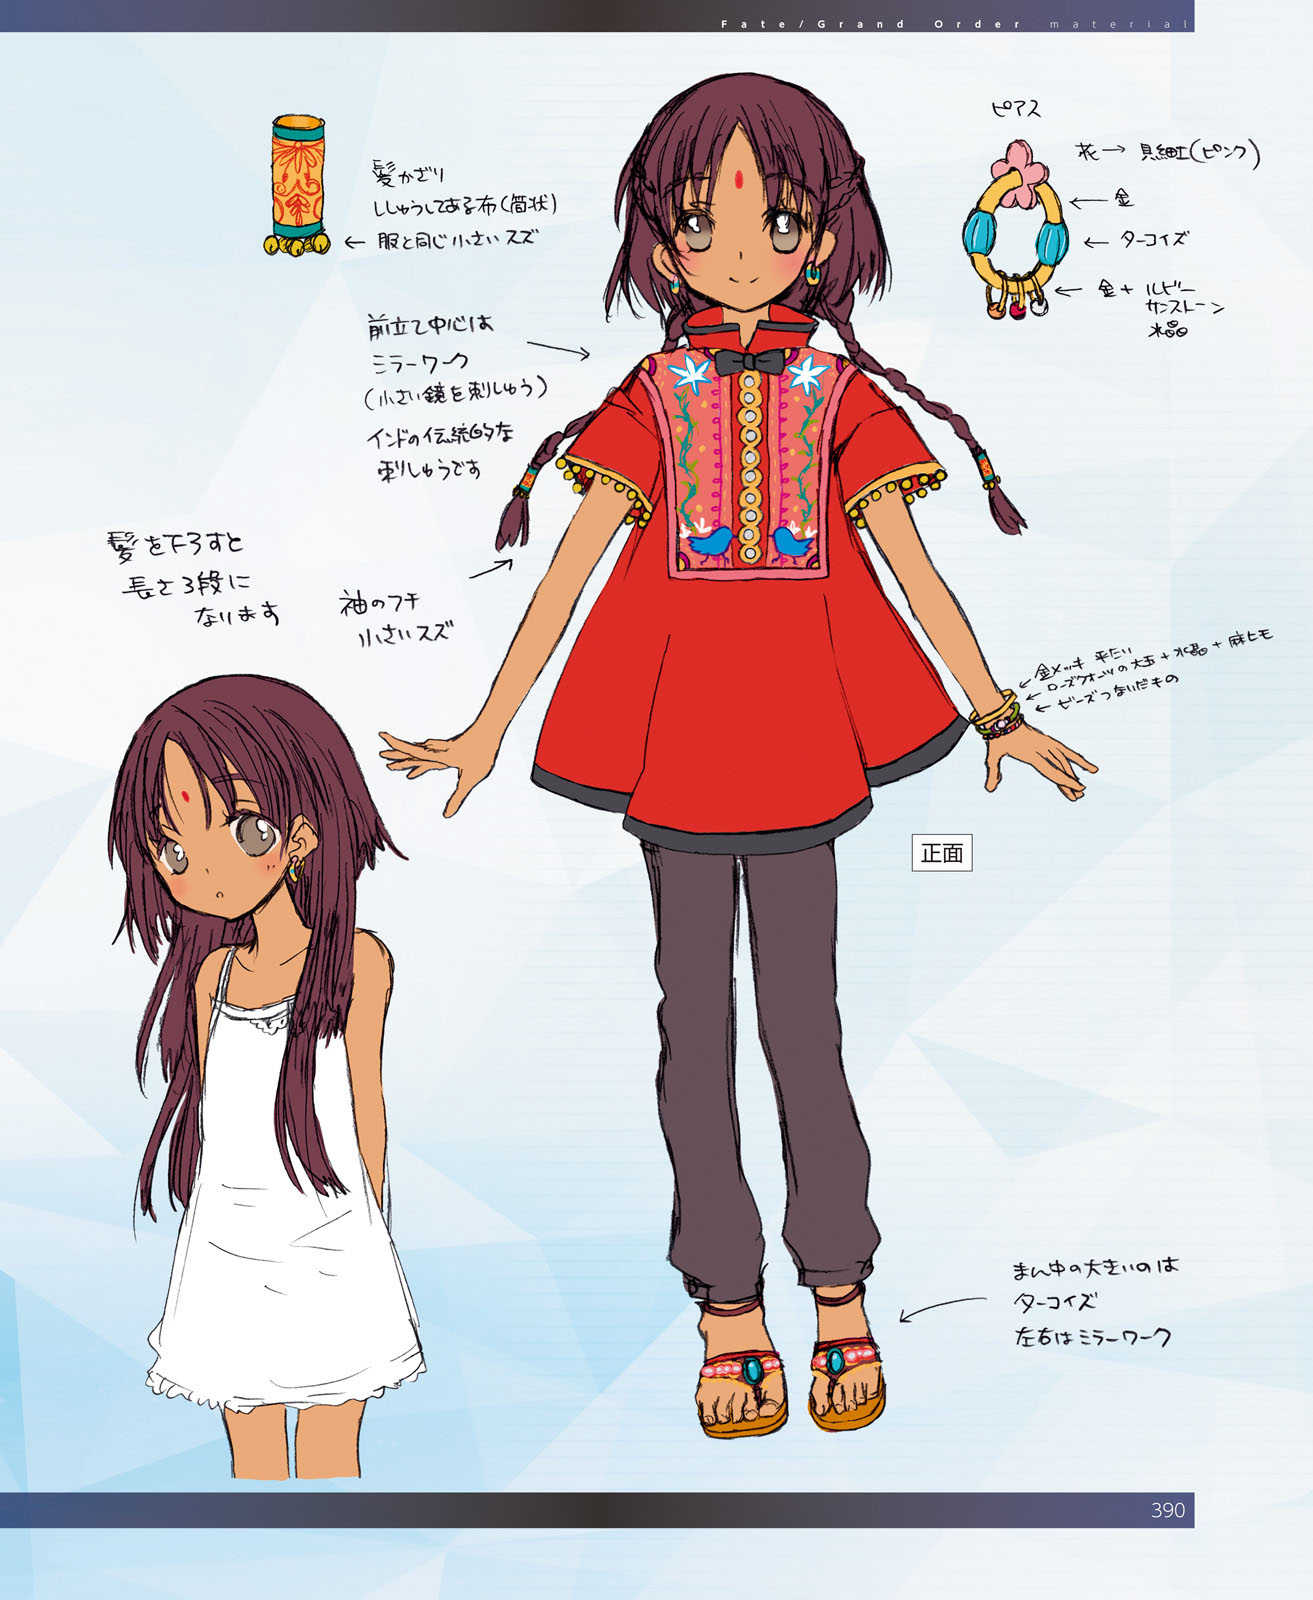 Fate/Grand Order material
髪かざり
ししゅうしてある布(筒状)
← 服と同じ小さいスズ
ピアス
花→ 貝細工(ピンク)
← 金
← ターコイズ
← 金+ルビー
サンストーン
水晶
前立て中心は
ミラーワーク
(小さい鏡を刺しゅう)
インドの伝統的な
刺しゅうです
髪を下ろすと
長さ3段に
なります
袖のフチ
小さいスズ
← 金メッキ 平たい
← ローズクォーツの大玉+水晶+麻ヒモ
← ビーズつないだもの
正面
まん中の大きいのは
ターコイズ
左右はミラーワーク
390